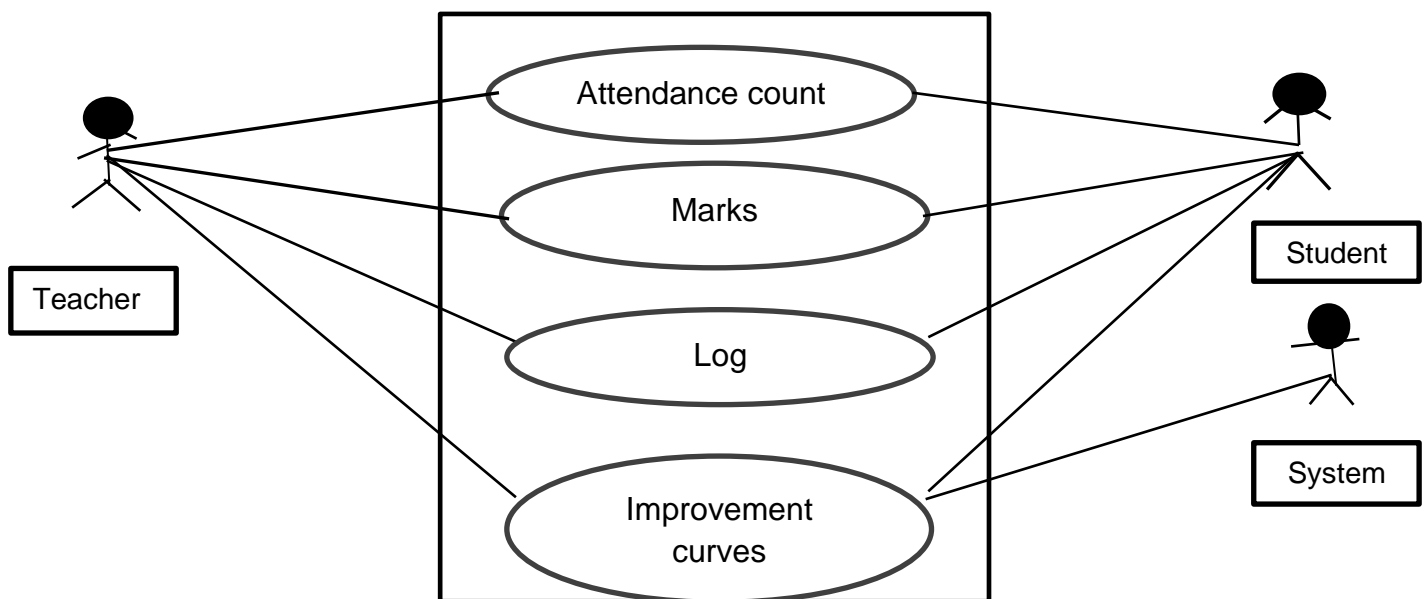 Attendance count
Marks
Student
Teacher
Log
System
Improvement
curves